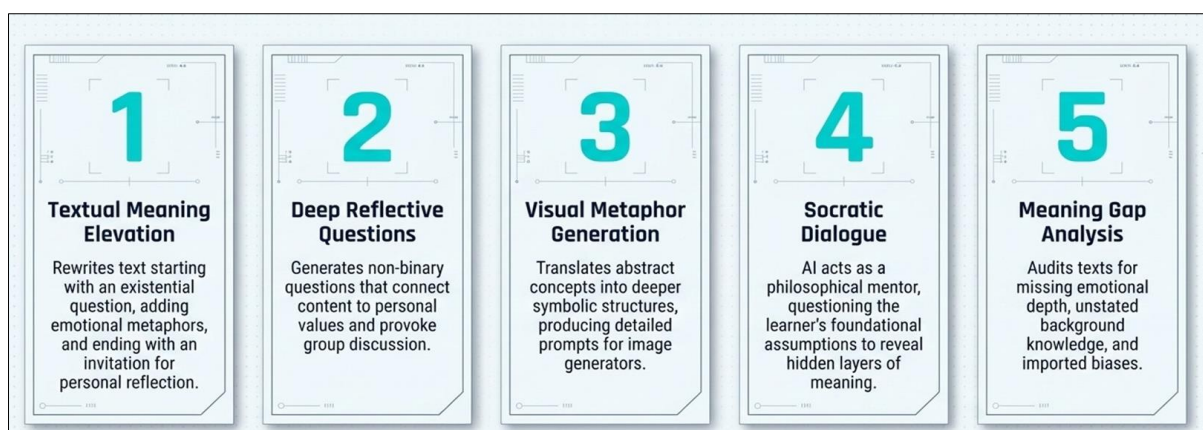 1
Textual Meaning
Elevation
Rewrites text starting
with an existential
question, adding
emotional metaphors,
and ending with an
invitation for
personal reflection.
2
Deep Reflective
Questions
Generates non-binary
questions that connect
content to personal
values and provoke
group discussion.
3
Visual Metaphor
Generation
Translates abstract
concepts into deeper
symbolic structures,
producing detailed
prompts for image
generators.
4
Socratic
Dialogue
AI acts as a
philosophical mentor,
questioning the
learner's foundational
assumptions to reveal
hidden layers of
meaning.
5
Meaning Gap
Analysis
Audits texts for
missing emotional
depth, unstated
background
knowledge, and
imported biases.